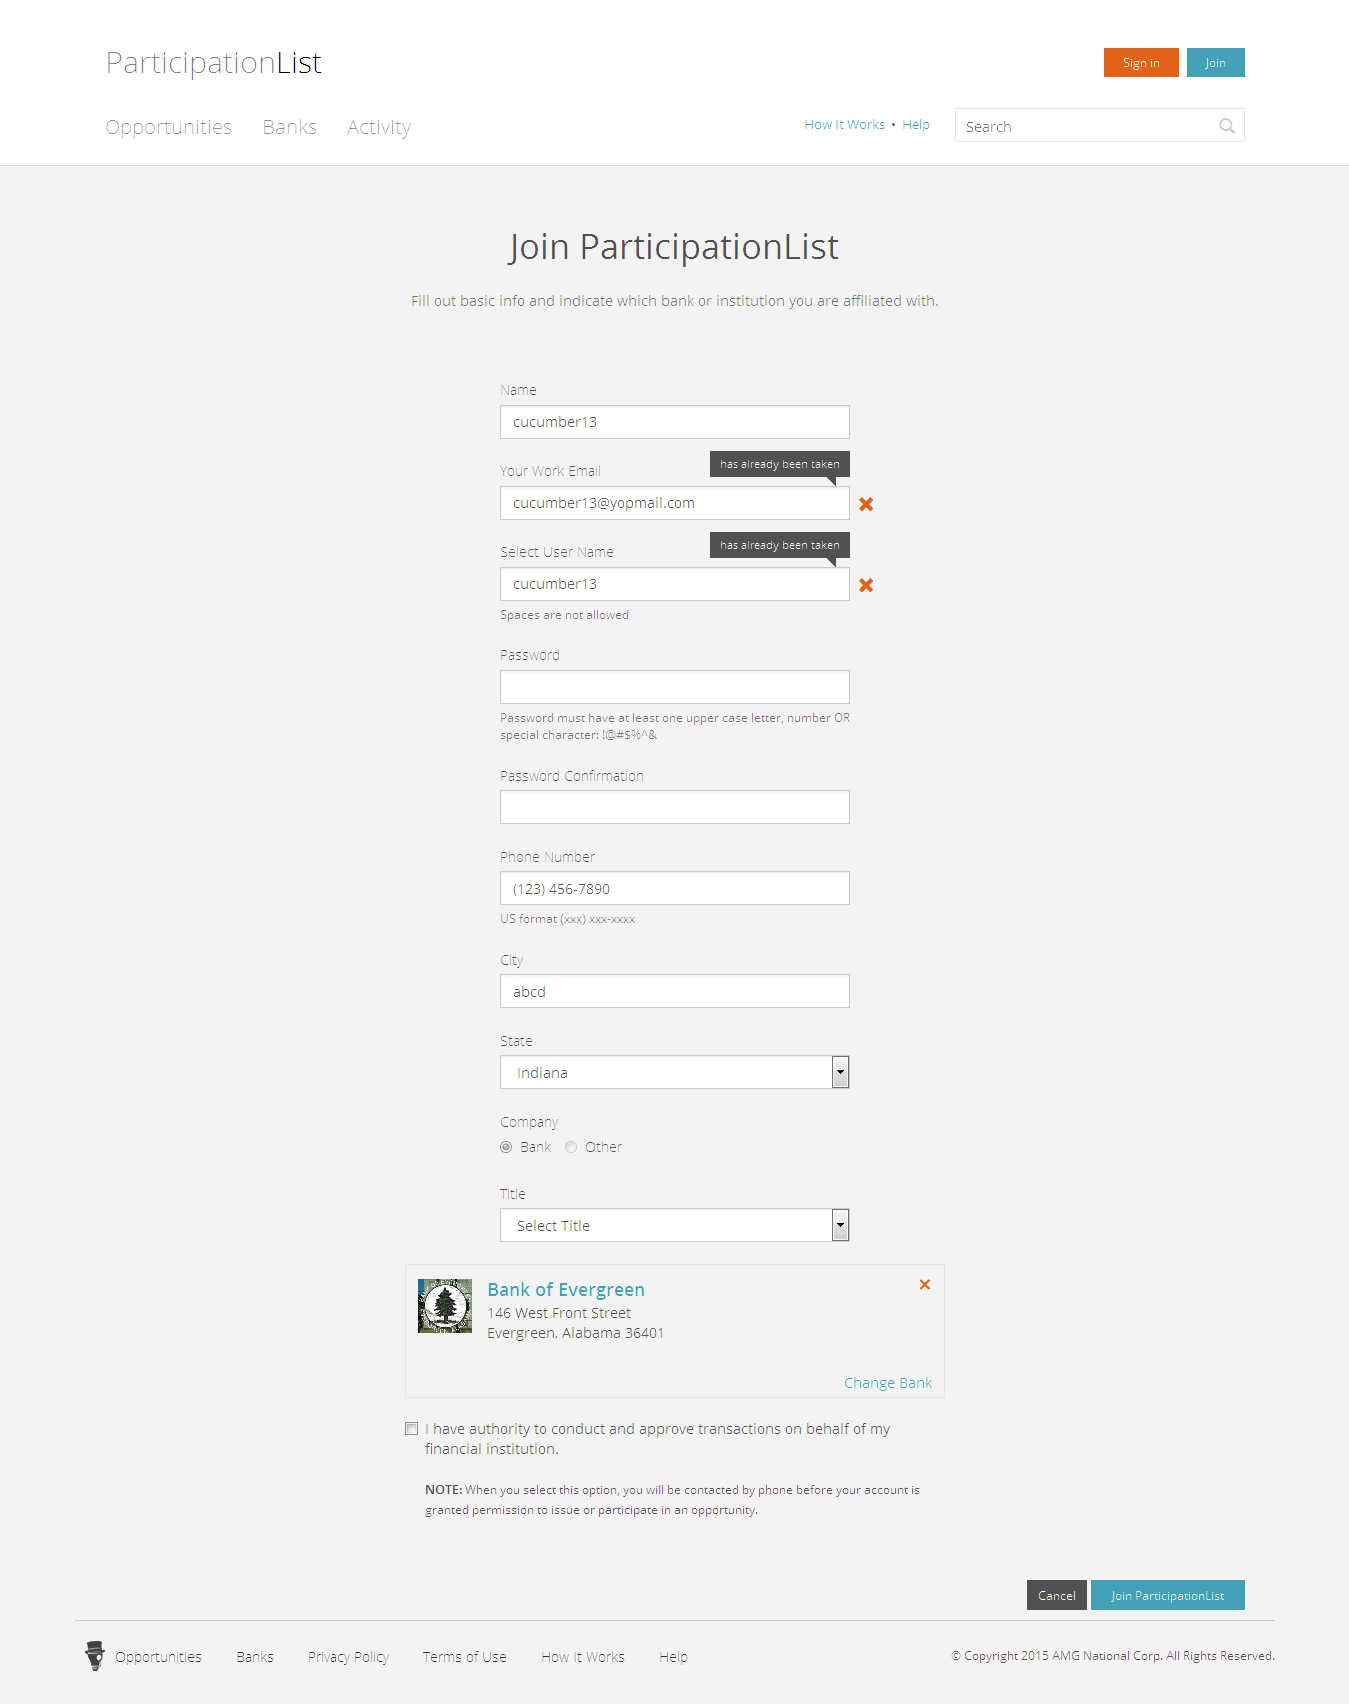 ParticipationList
Sign in
Join
Opportunities
Banks
Activity
How It Works • Help
Search
Join ParticipationList
Fill out basic info and indicate which bank or institution you are affiliated with.
Name
cucumber13
Your Work Email
has already been taken
cucumber13@yopmail.com
Select User Name
has already been taken
cucumber13
Spaces are not allowed
Password
Password must have at least one upper case letter, number OR
special character: !@#$%^&
Password Confirmation
Phone Number
(123) 456-7890
US format (xxx) xxx-xxxx
City
abcd
State
Indiana
Company
Bank
Other
Title
Select Title
Bank of Evergreen
146 West Front Street
Evergreen, Alabama 36401
Change Bank
I have authority to conduct and approve transactions on behalf of my
financial institution.
NOTE: When you select this option, you will be contacted by phone before your account is
granted permission to issue or participate in an opportunity.
Cancel
Join ParticipationList
Opportunities
Banks
Privacy Policy
Terms of Use
How It Works
Help
© Copyright 2015 AMG National Corp. All Rights Reserved.